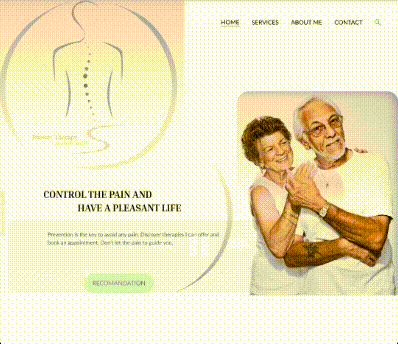 HOME SERVICES ABOUT ME CONTACT
CONTROL THE PAIN AND
HAVE A PLEASANT LIFE
Prevention is the key to avoid any pain. Discover therapies I can offer and
book an appointment. Don't let the pain to guide you.
RECOMANDATION